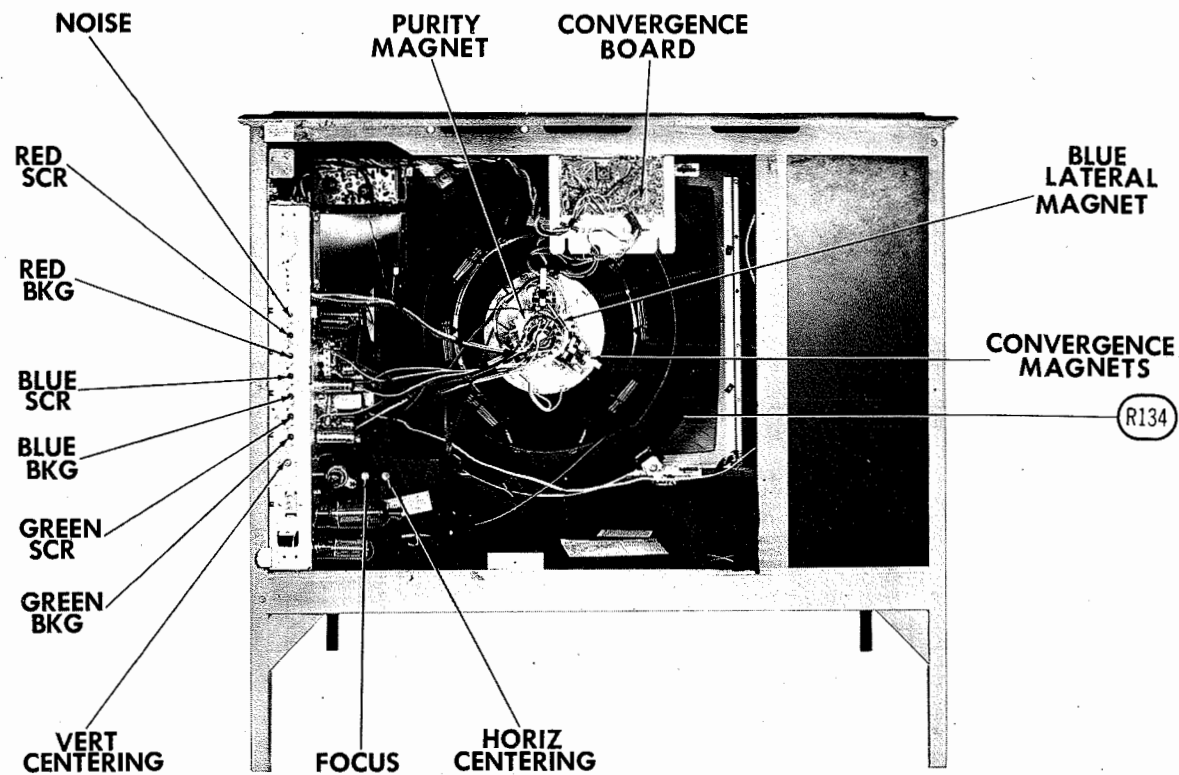 NOISE
PURITY
MAGNET
CONVERGENCE
BOARD
RED
SCR
BLUE
LATERAL
MAGNET
RED
BKG
CONVERGENCE
MAGNETS
BLUE
SCR
R134
BLUE
BKG
GREEN
SCR
GREEN
BKG
VERT
CENTERING
FOCUS
HORIZ
CENTERING